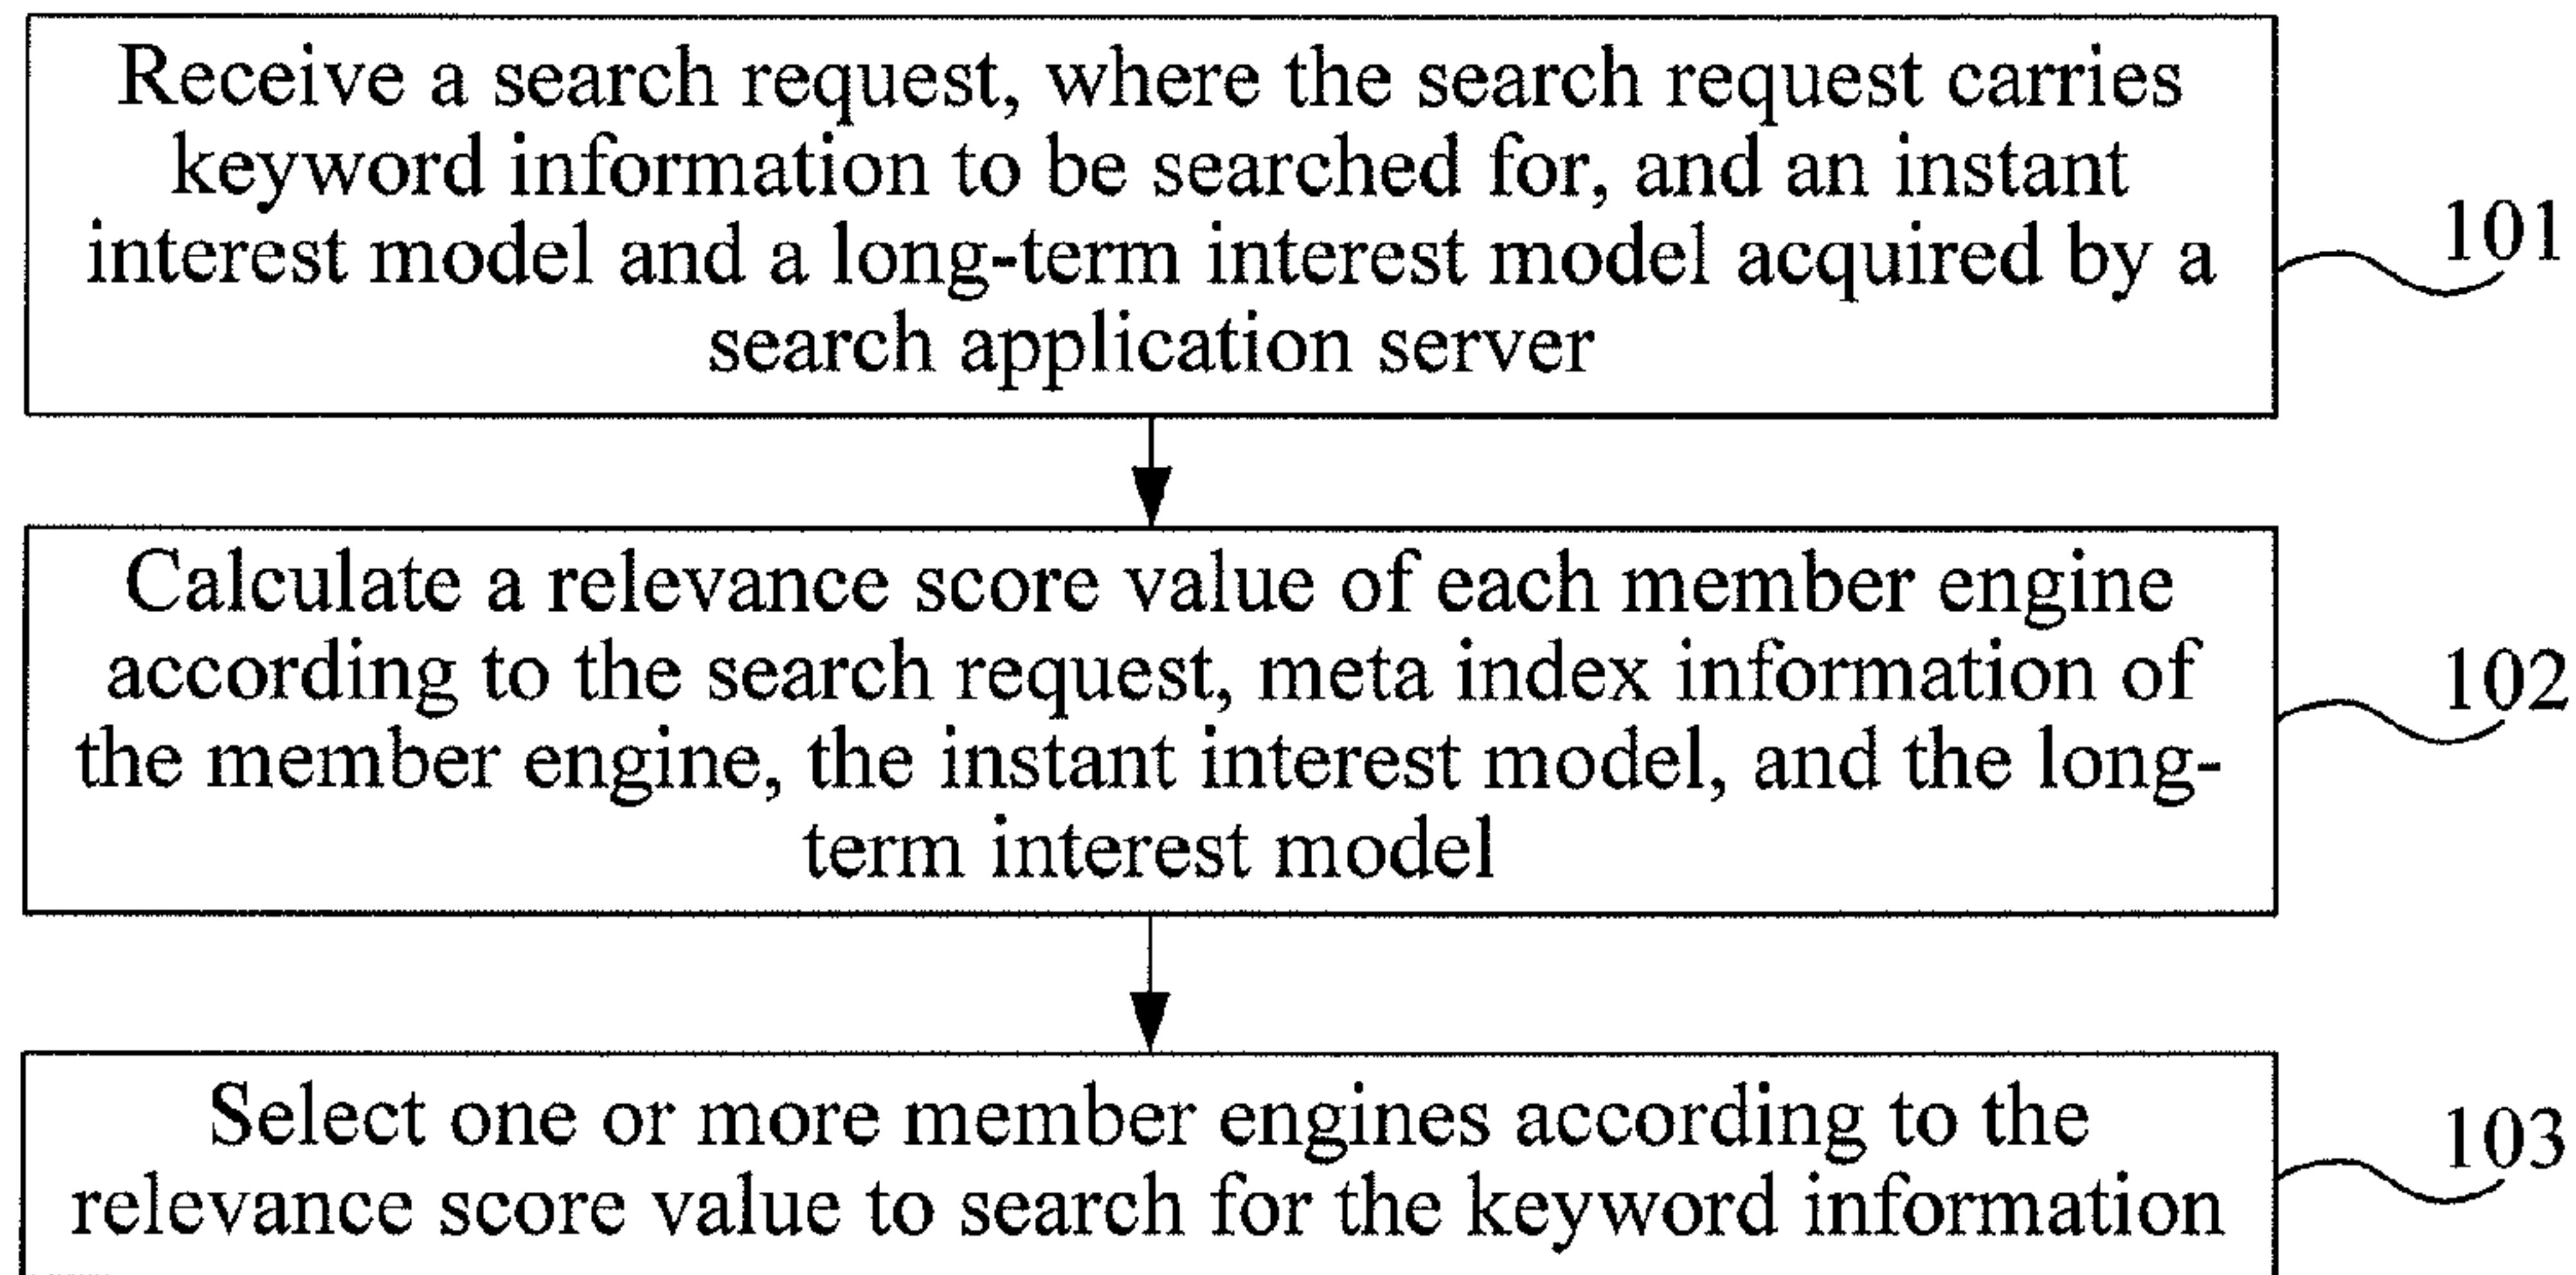 Receive a search request, where the search request carries
keyword information to be searched for, and an instant
interest model and a long-term interest model acquired by a
search application server
101
Calculate a relevance score value of each member engine
according to the search request, meta index information of
the member engine, the instant interest model, and the long-
term interest model
102
Select one or more member engines according to the
relevance score value to search for the keyword information
103